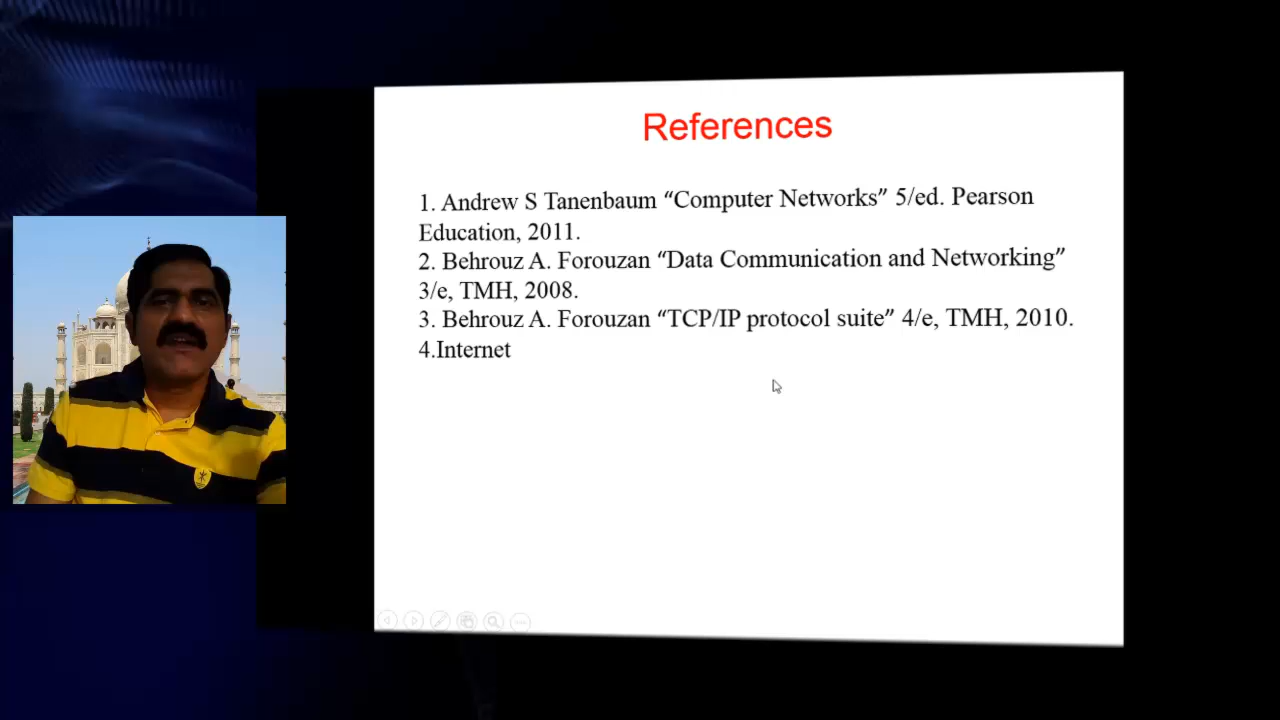 References
1. Andrew S Tanenbaum “Computer Networks” 5/ed. Pearson
Education, 2011.
2. Behrouz A. Forouzan “Data Communication and Networking”
3/e, TMH, 2008.
3. Behrouz A. Forouzan “TCP/IP protocol suite” 4/e, TMH, 2010.
4.Internet